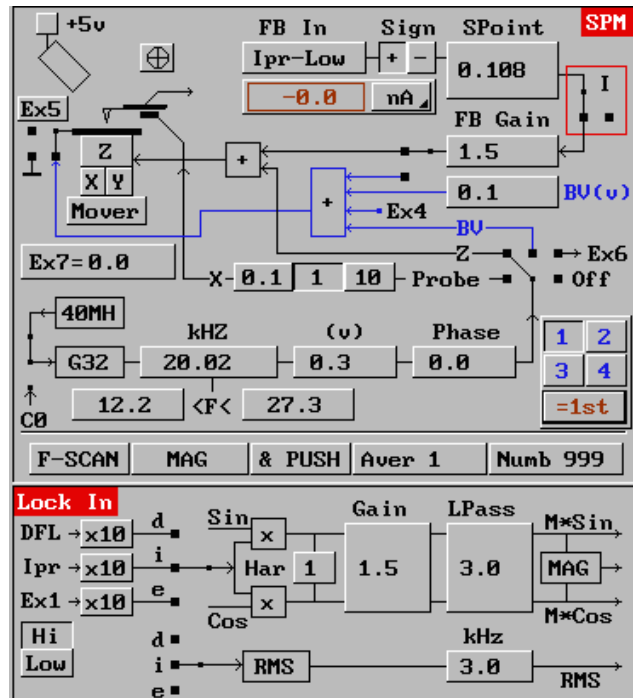 +5v FB In Sign SPoint SPM
Ipr-Low + - 0.108
-0.0 nA I
Ex5 FB Gain
Z + 1.5
X Y + 0.1 BV(v)
Mover Ex4
BV
Z Ex6
Ex7=0.0
X 0.1 1 10 Probe Off
40MH kHZ (v) Phase 1 2
G32 20.02 0.3 0.0 3 4
12.2 <F< 27.3 =1st
C0
F-SCAN MAG & PUSH Aver 1 Numb 999
Lock In Gain LPass
DFL x10 d Sin x M*Sin
Ipr x10 i Har 1 1.5 3.0 MAG
Ex1 x10 e Cos x M*Cos
Hi d kHz
Low i RMS 3.0 RMS
e